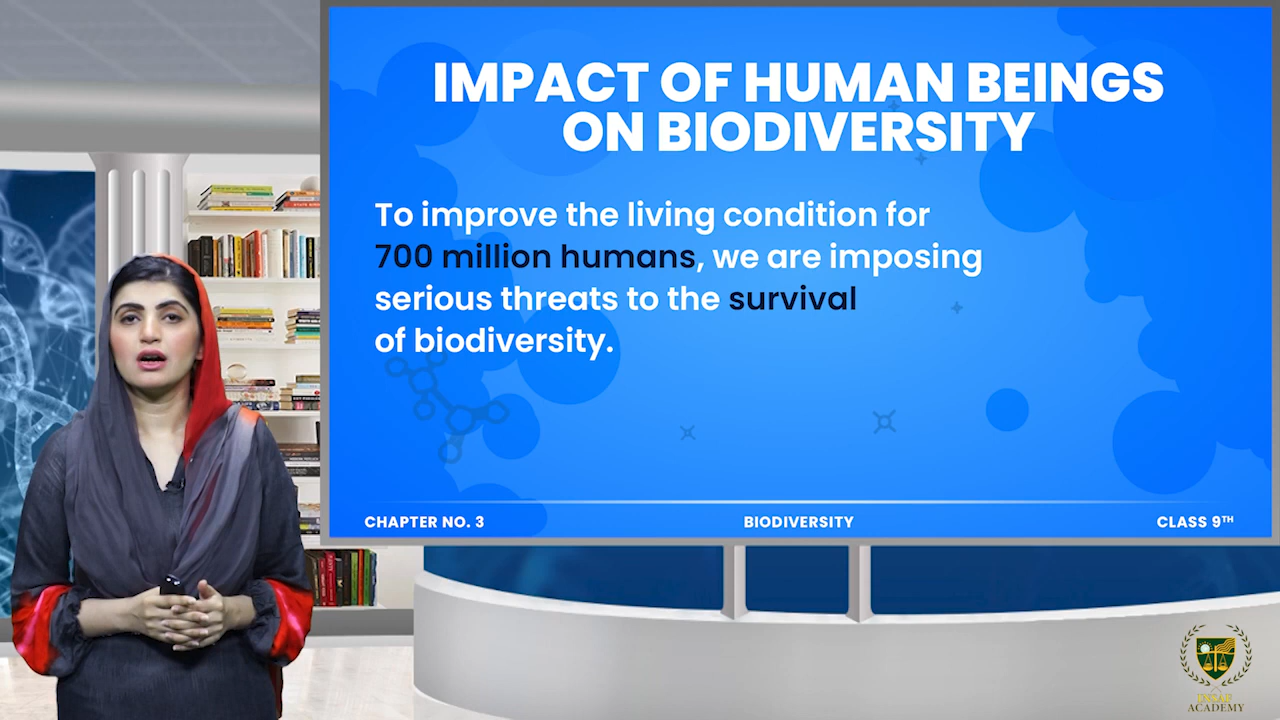 IMPACT OF HUMAN BEINGS
ON BIODIVERSITY
To improve the living condition for
700 million humans, we are imposing
serious threats to the survival
of biodiversity.
CHAPTER NO. 3
BIODIVERSITY
CLASS 9TH
ACADEMY